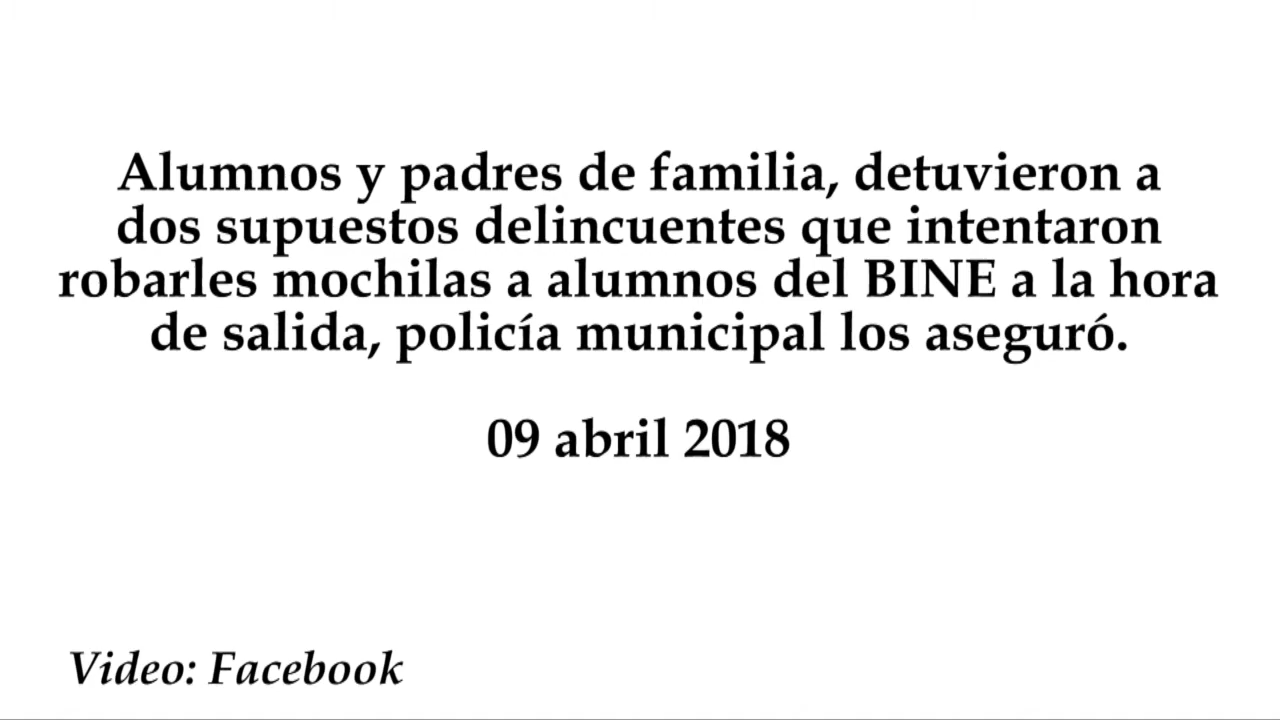 Alumnos y padres de familia, detuvieron a
dos supuestos delincuentes que intentaron
robarles mochilas a alumnos del BINE a la hora
de salida, policía municipal los aseguró.
09 abril 2018
Video: Facebook